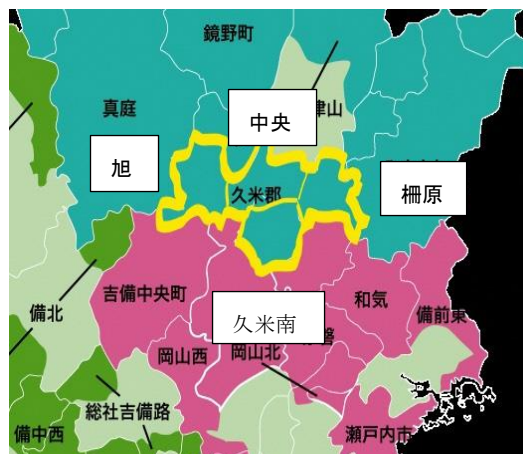 鏡野町
真庭
中央
津山
旭
久米郡
柵原
備北
吉備中央町
和気
備前東
久米南
岡山西
岡山北
総社吉備路
備中西
瀬戸内市